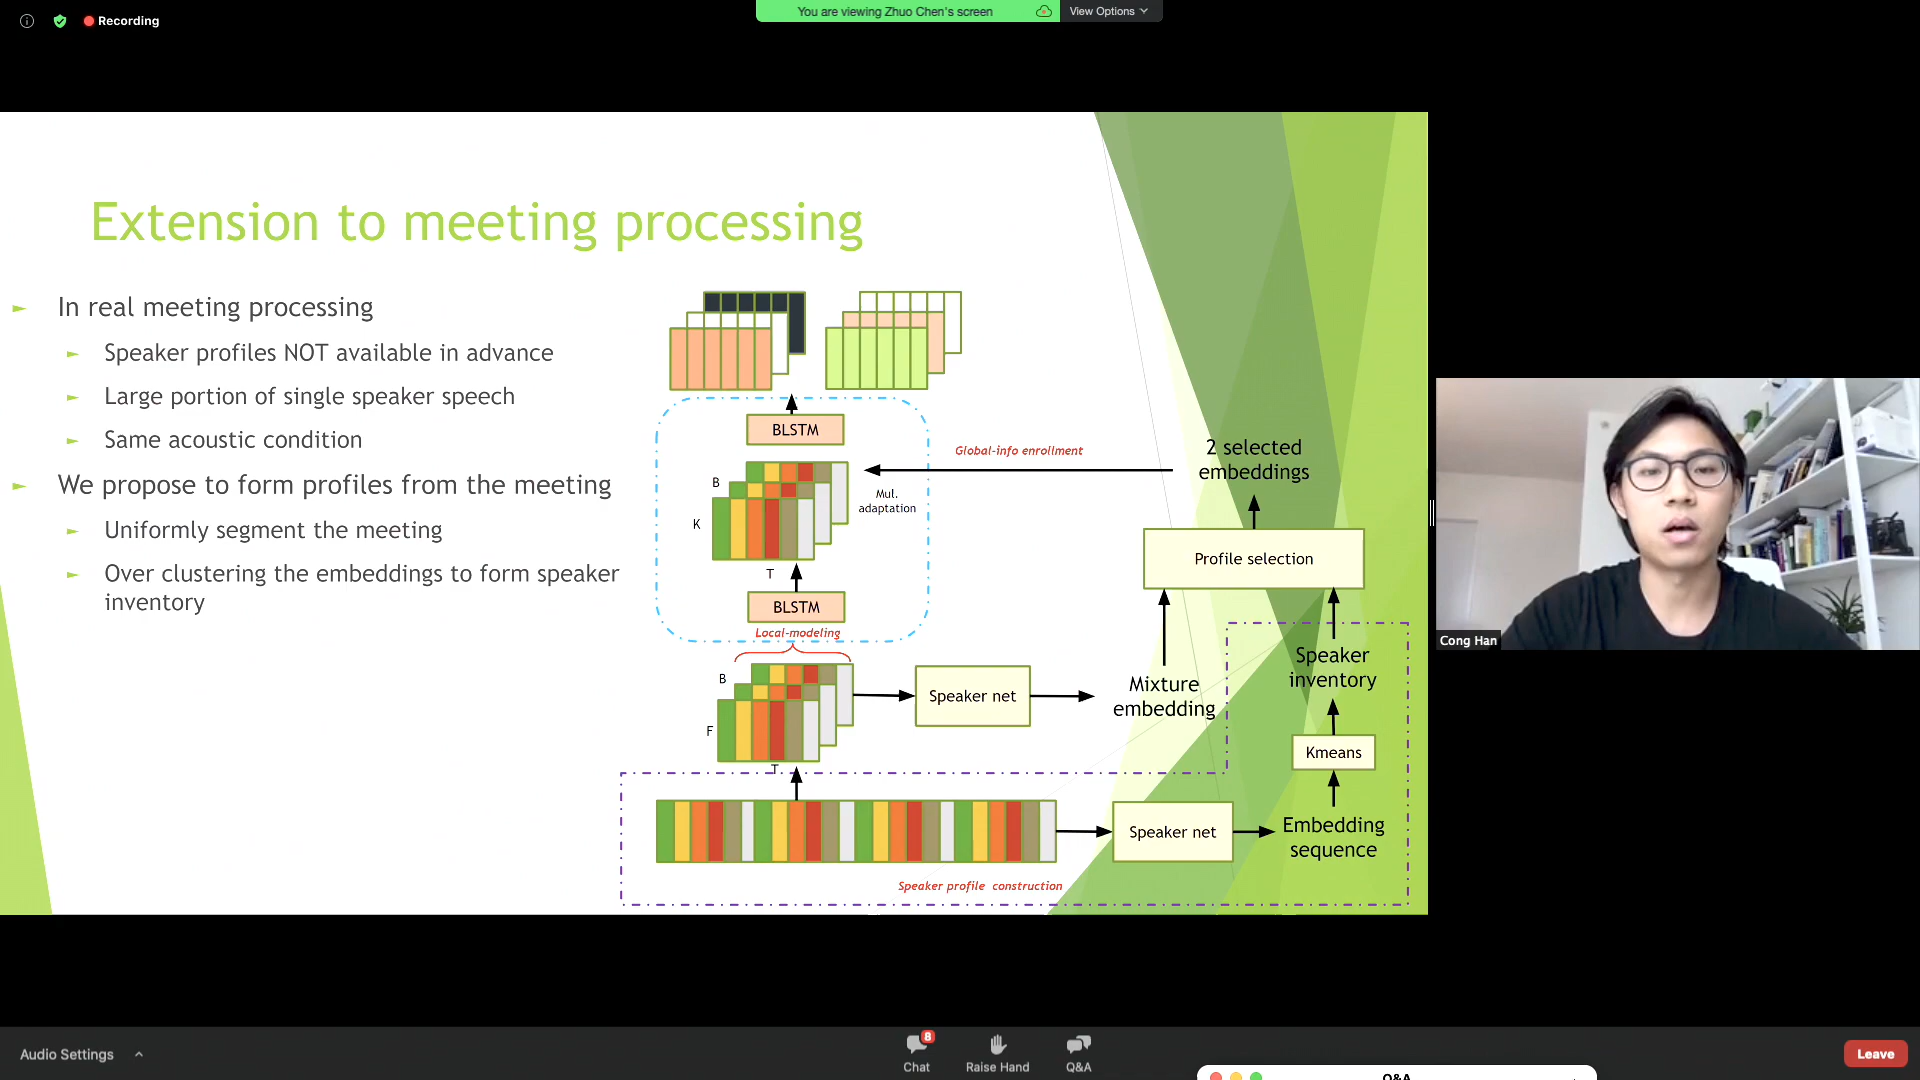 Recording
You are viewing Zhuo Chen's screen
View Options
Extension to meeting processing
In real meeting processing
Speaker profiles NOT available in advance
Large portion of single speaker speech
Same acoustic condition
We propose to form profiles from the meeting
Uniformly segment the meeting
Over clustering the embeddings to form speaker
inventory
BLSTM
B
K
T
Mul.
adaptation
Global-info enrollment
2 selected
embeddings
Profile selection
BLSTM
Local-modeling
B
F
T
Speaker net
Mixture
embedding
Speaker
inventory
Kmeans
Embedding
sequence
Speaker net
Speaker profile construction
Cong Han
Audio Settings
8
Chat
Raise Hand
Q&A
Leave
Q&A